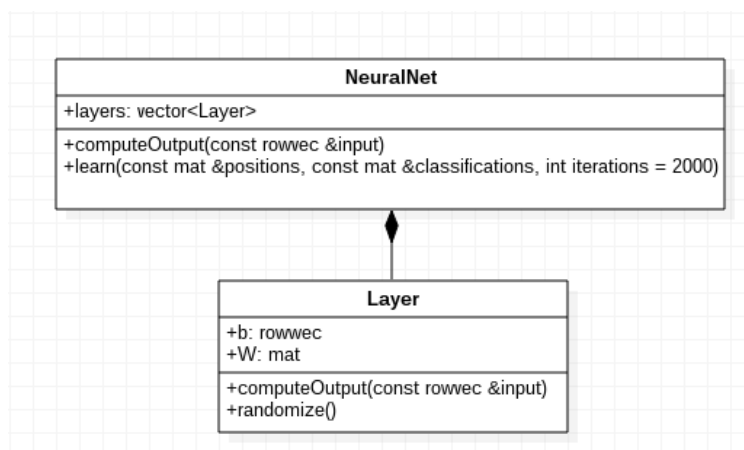 NeuralNet
+layers: vector<Layer>
+computeOutput(const rowvec &input)
+learn(const mat &positions, const mat &classifications, int iterations = 2000)
Layer
+b: rowvec
+W: mat
+computeOutput(const rowvec &input)
+randomize()